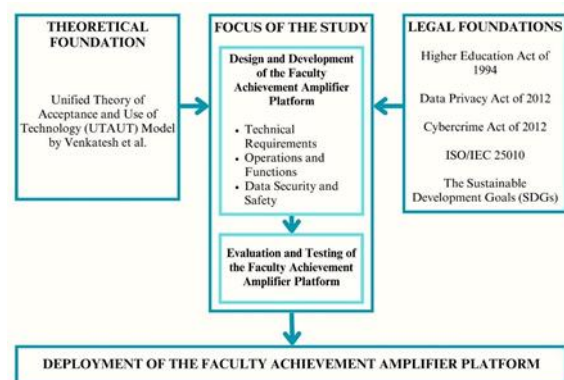 THEORETICAL
FOUNDATION
Unified Theory of
Acceptance and Use of
Technology (UTAUT) Model
by Venkatesh et al.
FOCUS OF THE STUDY
Design and Development
of the Faculty
Achievement Amplifier
Platform
• Technical
Requirements
• Operations and
Functions
• Data Security and
Safety
Evaluation and Testing of
the Faculty Achievement
Amplifier Platform
LEGAL FOUNDATIONS
Higher Education Act of
1994
Data Privacy Act of 2012
Cybercrime Act of 2012
ISO/IEC 25010
The Sustainable
Development Goals (SDGs)
DEPLOYMENT OF THE FACULTY ACHIEVEMENT AMPLIFIER PLATFORM